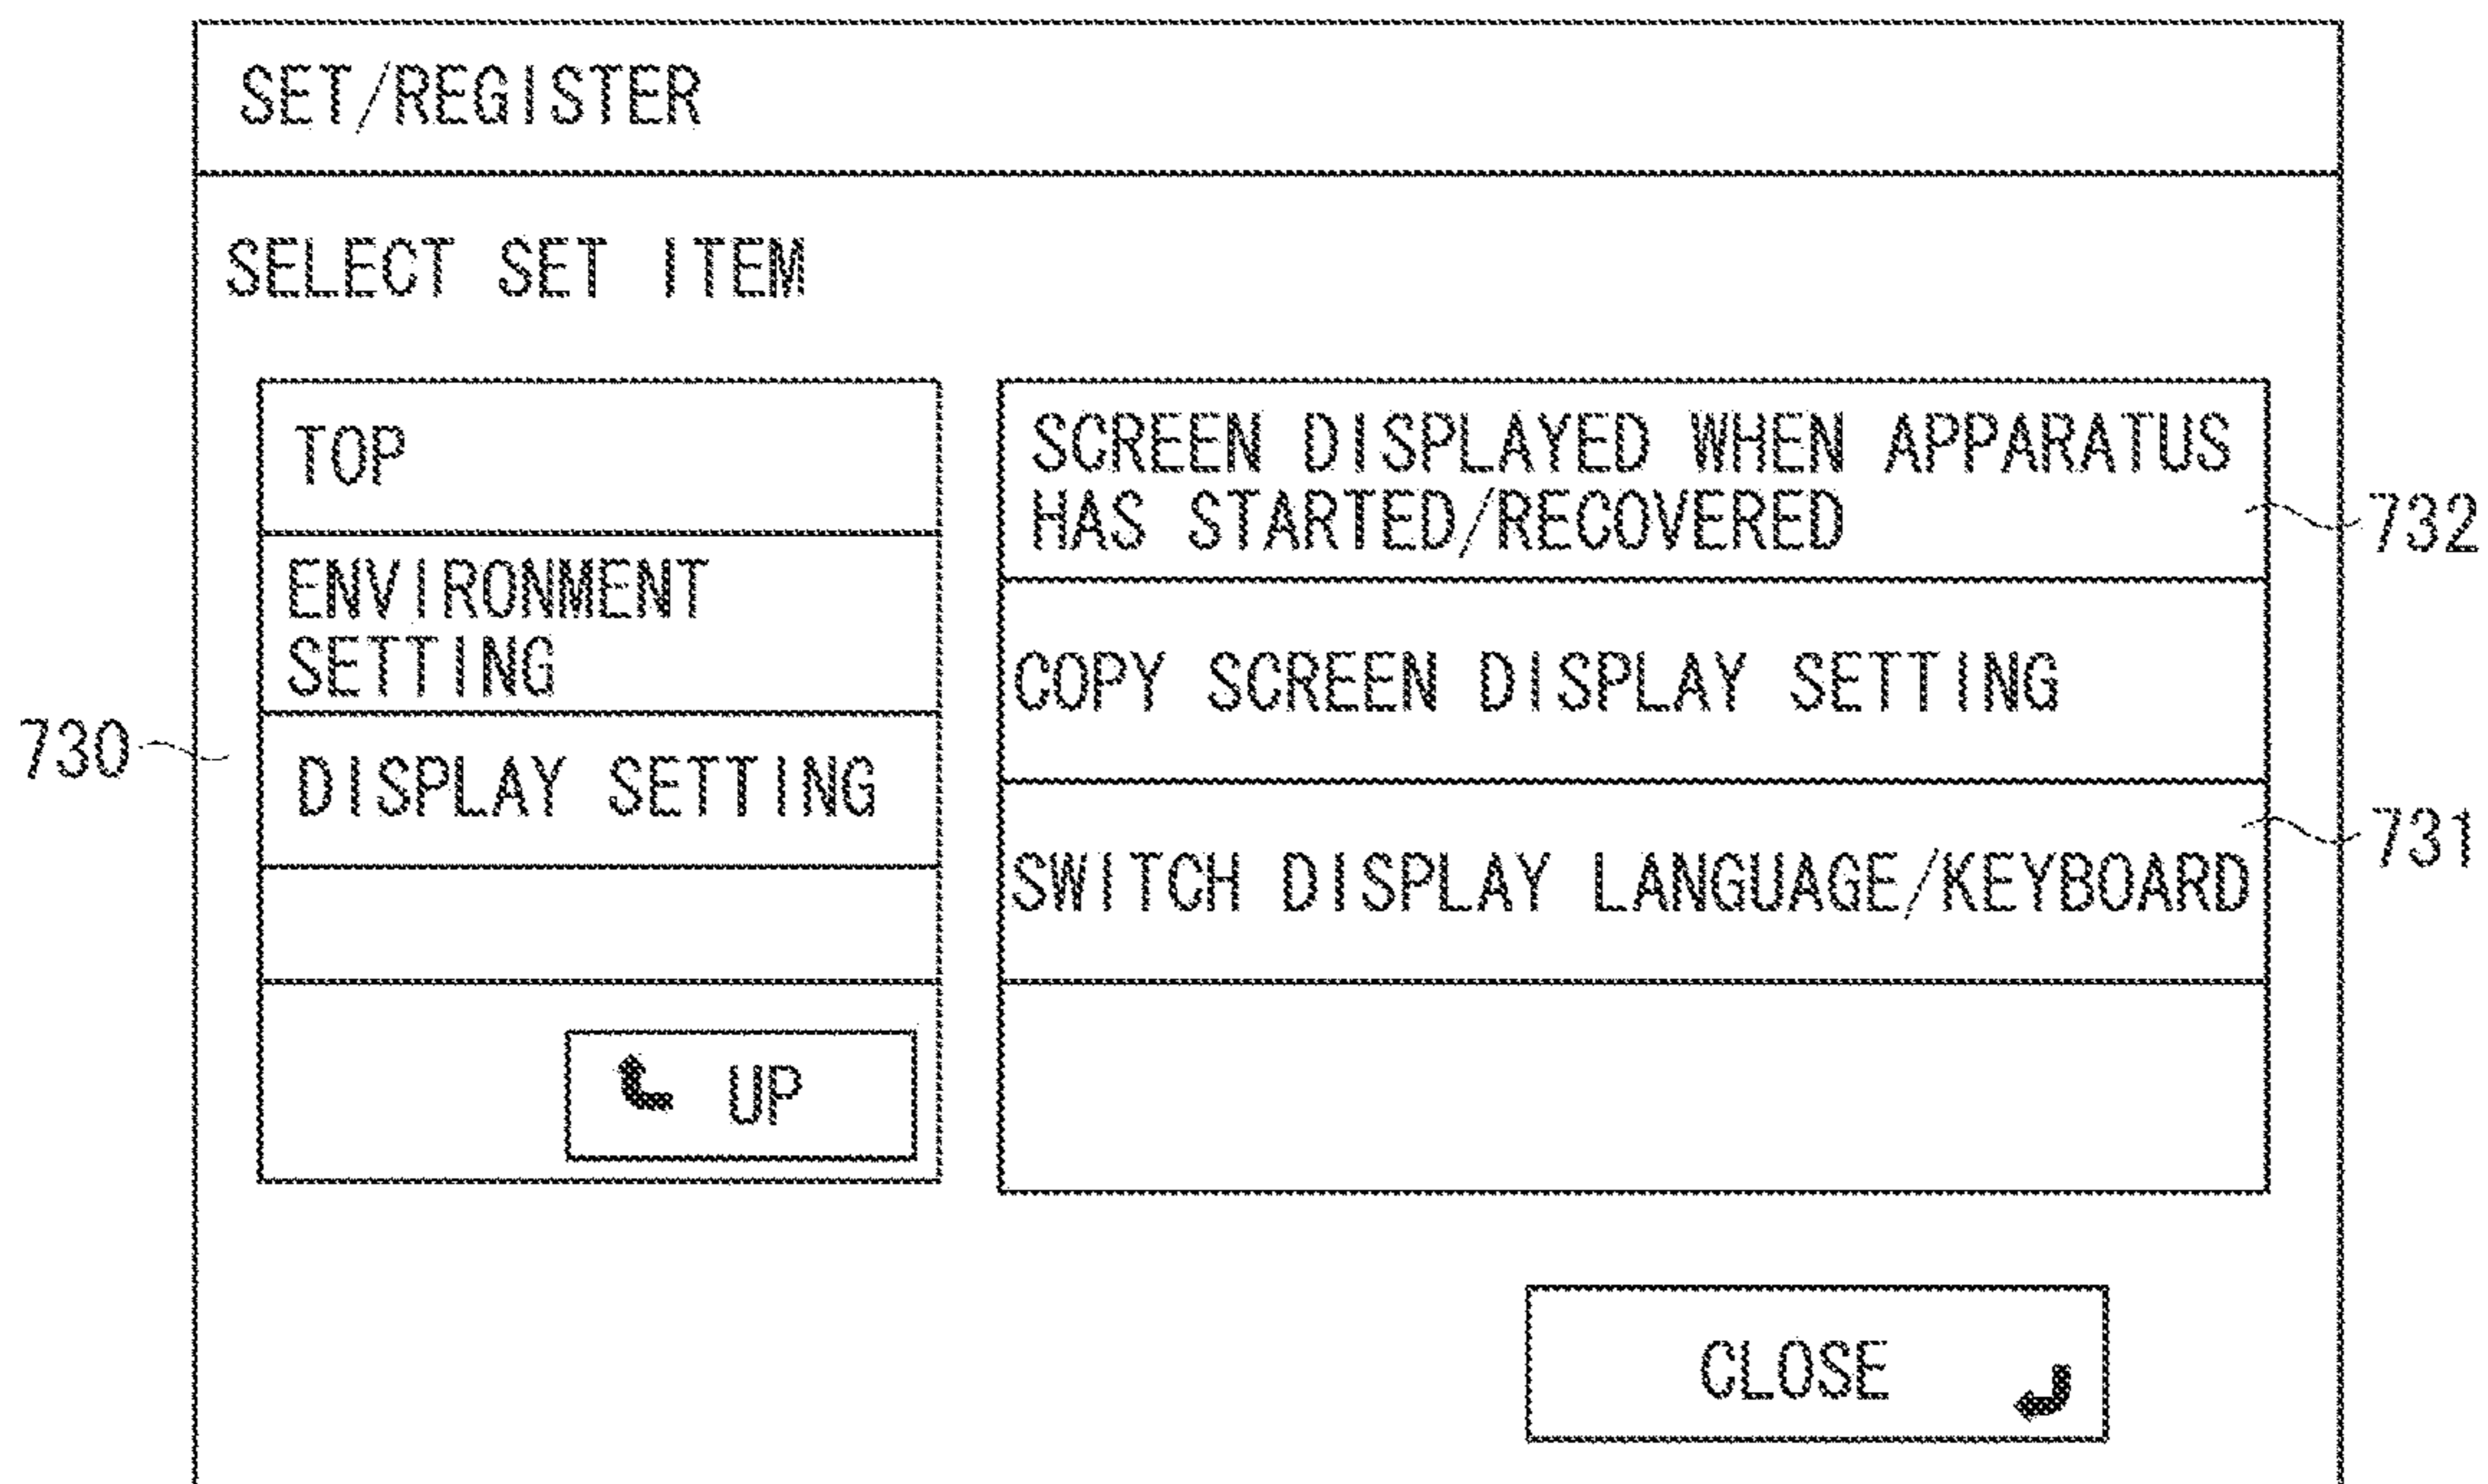 SET/REGISTER
SELECT SET ITEM
TOP
ENVIRONMENT
SETTING
730
DISPLAY SETTING
UP
SCREEN DISPLAYED WHEN APPARATUS
HAS STARTED/RECOVERED
732
COPY SCREEN DISPLAY SETTING
731
SWITCH DISPLAY LANGUAGE/KEYBOARD
CLOSE